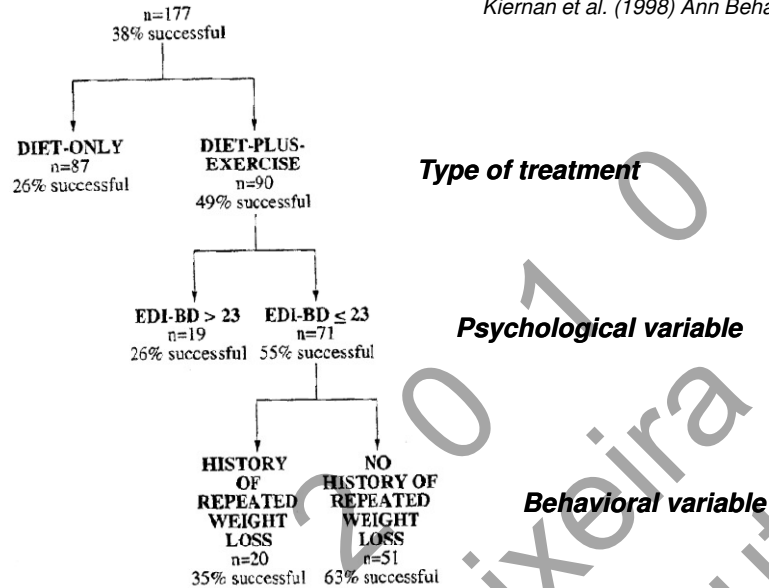 n=177
Kiernan et al. (1998) Ann Beha
38% successful
DIET-ONLY
n=87
26% successful
DIET-PLUS-
EXERCISE
n=90
49% successful
Type of treatment
EDI-BD > 23
n=19
26% successful
EDI-BD ≤ 23
n=71
55% successful
Psychological variable
HISTORY
OF
REPEATED
WEIGHT
LOSS
n=20
35% successful
NO
HISTORY OF
REPEATED
WEIGHT
LOSS
n=51
63% successful
Behavioral variable
2010
eixeira